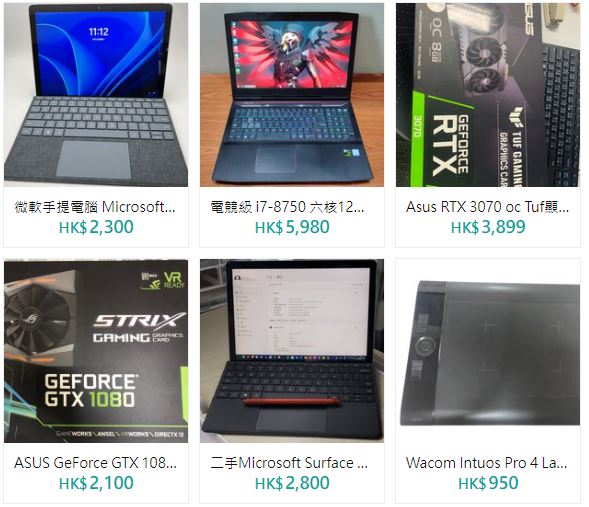 11:12
微軟手提電腦 Microsoft...
HK$2,300
電競級 i7-8750 六核12...
HK$5,980
ASUS
OC 8GB
TUF GAMING
GRAPHICS CARD
GEFORCE
RTX
3070
Asus RTX 3070 oc Tuf顯...
HK$3,899
VR
READY
STRIX
GAMING GRAPHICS CARD
GEFORCE
GTX 1080
GAMEWORKS ANSEL VRWORKS DIRECTX 12
ASUS GeForce GTX 108...
HK$2,100
二手Microsoft Surface ...
HK$2,800
Wacom Intuos Pro 4 La...
HK$950